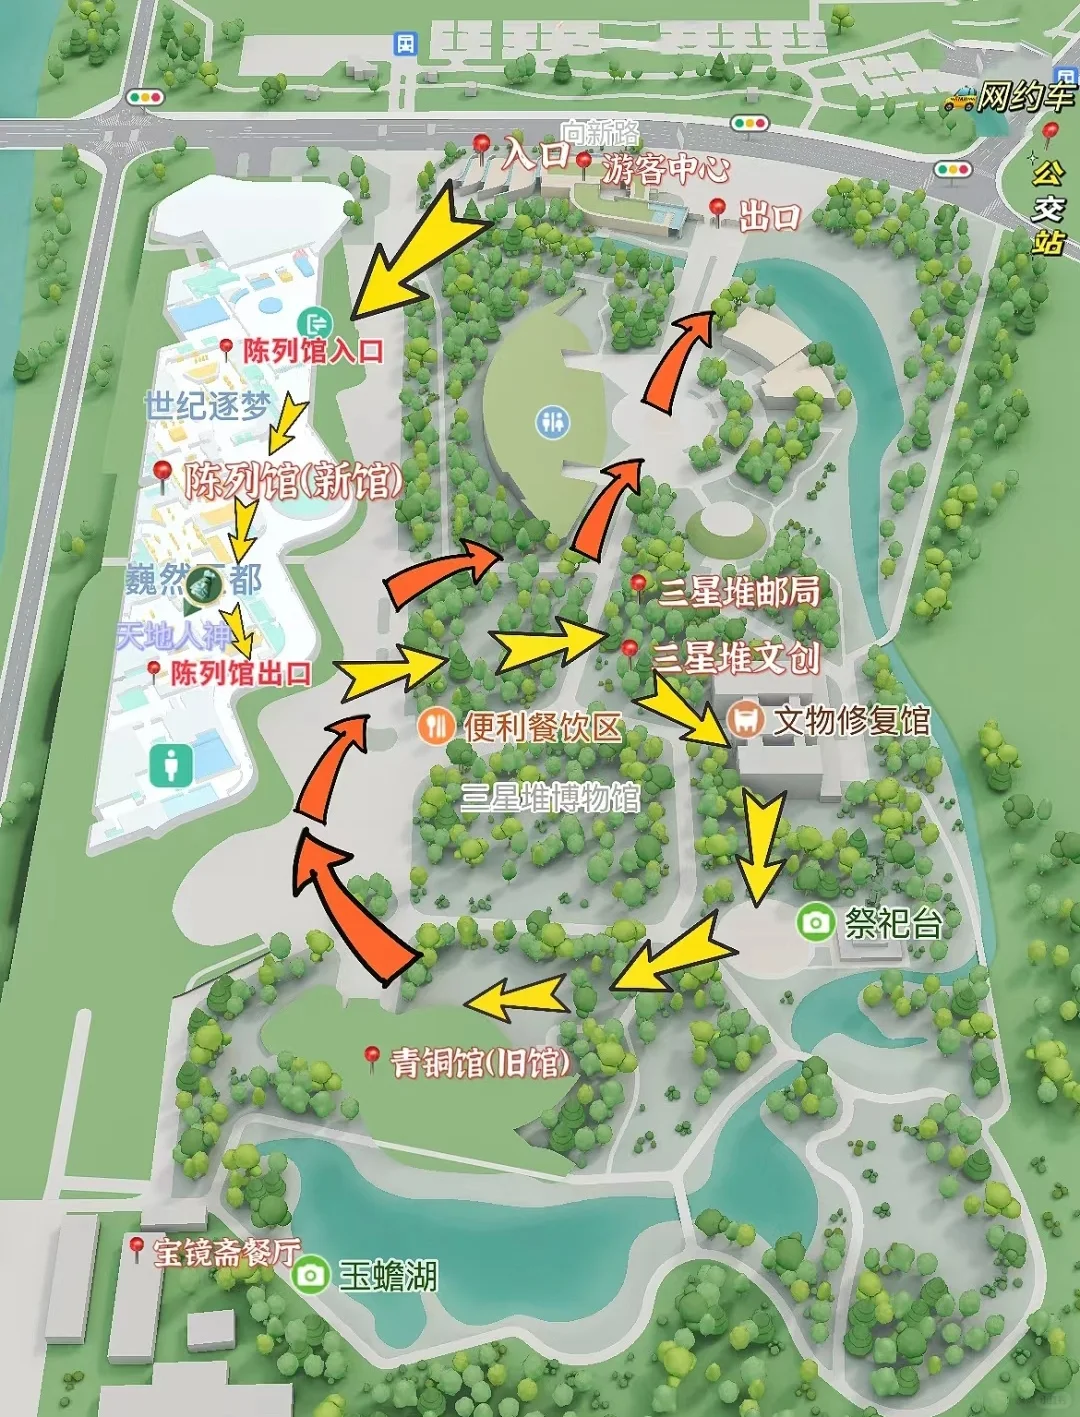 网约车
向新路
入口
游客中心
公交站
出口
陈列馆入口
世纪逐梦
陈列馆(新馆)
巍然
都
三星堆邮局
天地人神
三星堆文创
陈列馆出口
便利餐饮区
文物修复馆
三星堆博物馆
祭祀台
青铜馆(旧馆)
宝镜斋餐厅
玉蟾湖